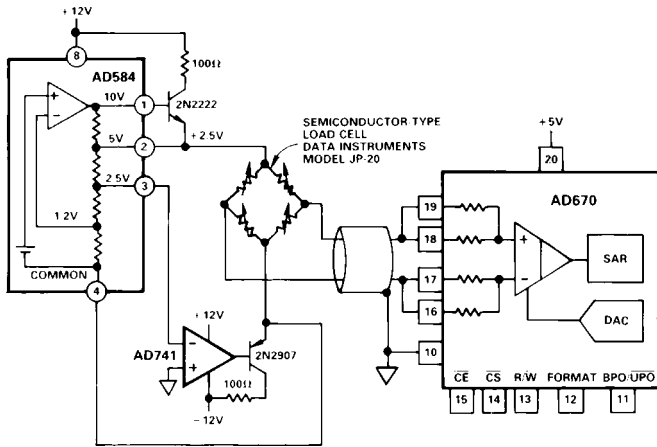 + 12V
8
AD584
100Ω
10V
1
2N2222
5V
2
+ 2.5V
2.5V
3
1 2V
COMMON
4
SEMICONDUCTOR TYPE
LOAD CELL
DATA INSTRUMENTS
MODEL JP-20
+ 12V
AD741
2N2907
100Ω
– 12V
+5V
20
AD670
19
18
17
16
10
SAR
DAC
CE CS R/W FORMAT BPO/UPO
15 14 13 12 11